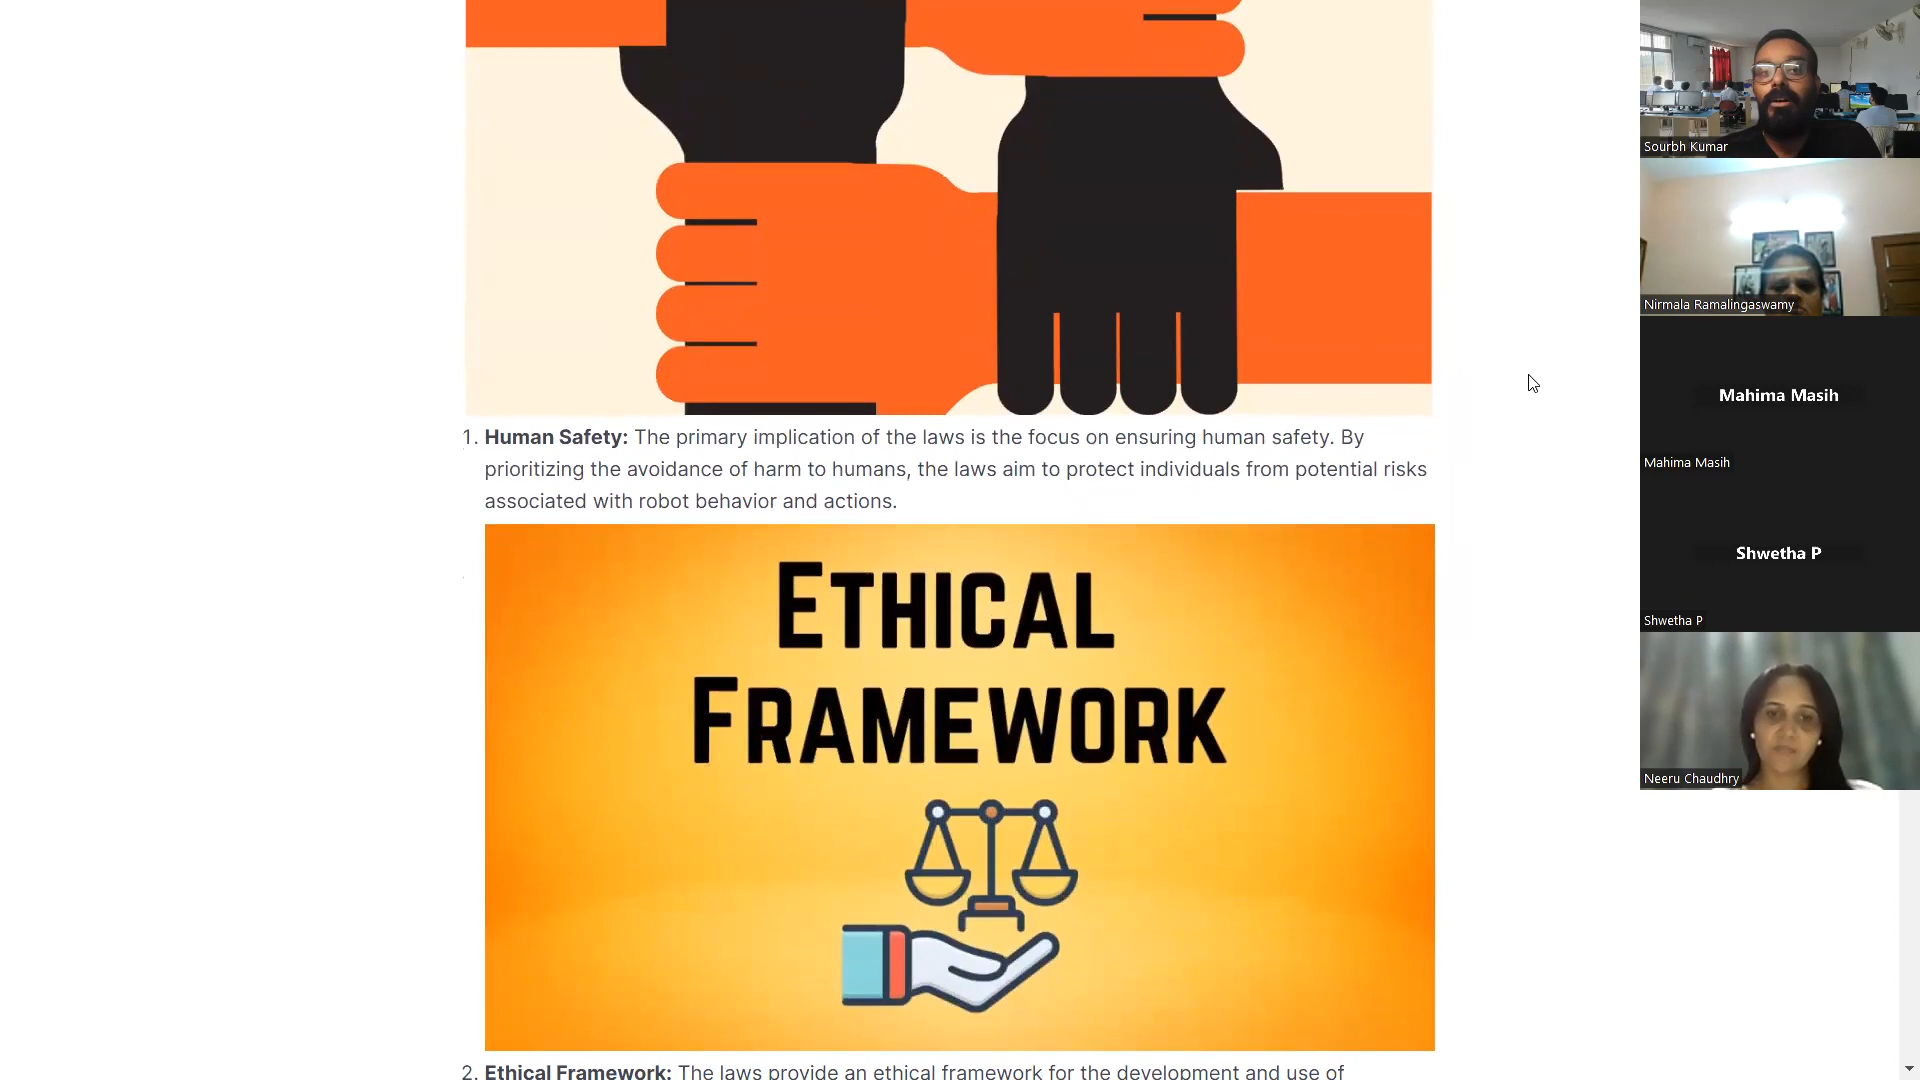 1. Human Safety: The primary implication of the laws is the focus on ensuring human safety. By
prioritizing the avoidance of harm to humans, the laws aim to protect individuals from potential risks
associated with robot behavior and actions.
ETHICAL
FRAMEWORK
2. Ethical Framework: The laws provide an ethical framework for the development and use of
Sourbh Kumar
Nirmala Ramalingaswamy
Mahima Masih
Mahima Masih
Shwetha P
Shwetha P
Neeru Chaudhry